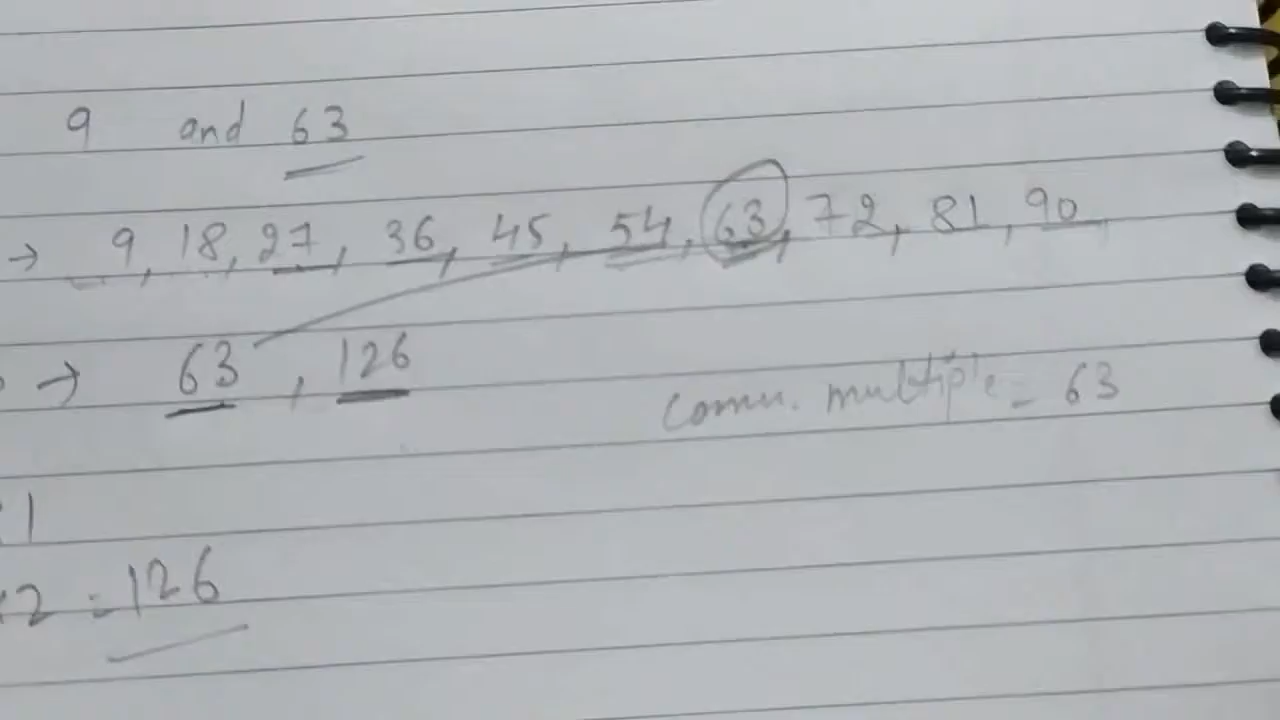 9 and 63
→ 9, 18, 27, 36, 45, 54, 63, 72, 81, 90
→ 63, 126
Comm. multiple = 63
1
2 = 126